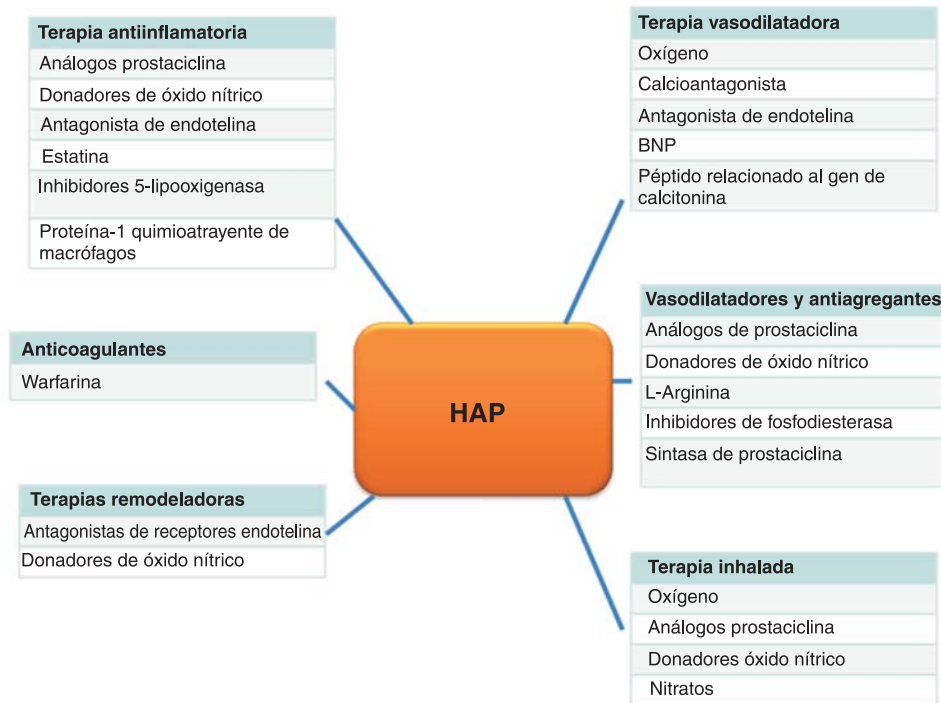 Terapia antiinflamatoria
Análogos prostaciclina
Donadores de óxido nítrico
Antagonista de endotelina
Estatina
Inhibidores 5-lipooxigenasa
Proteína-1 quimioatrayente de
macrófagos
Terapia vasodilatadora
Oxígeno
Calcioantagonista
Antagonista de endotelina
BNP
Péptido relacionado al gen de
calcitonina
Anticoagulantes
Warfarina
HAP
Vasodilatadores y antiagregantes
Análogos de prostaciclina
Donadores de óxido nítrico
L-Arginina
Inhibidores de fosfodiesterasa
Sintasa de prostaciclina
Terapias remodeladoras
Antagonistas de receptores endotelina
Donadores de óxido nítrico
Terapia inhalada
Oxígeno
Análogos prostaciclina
Donadores óxido nítrico
Nitratos